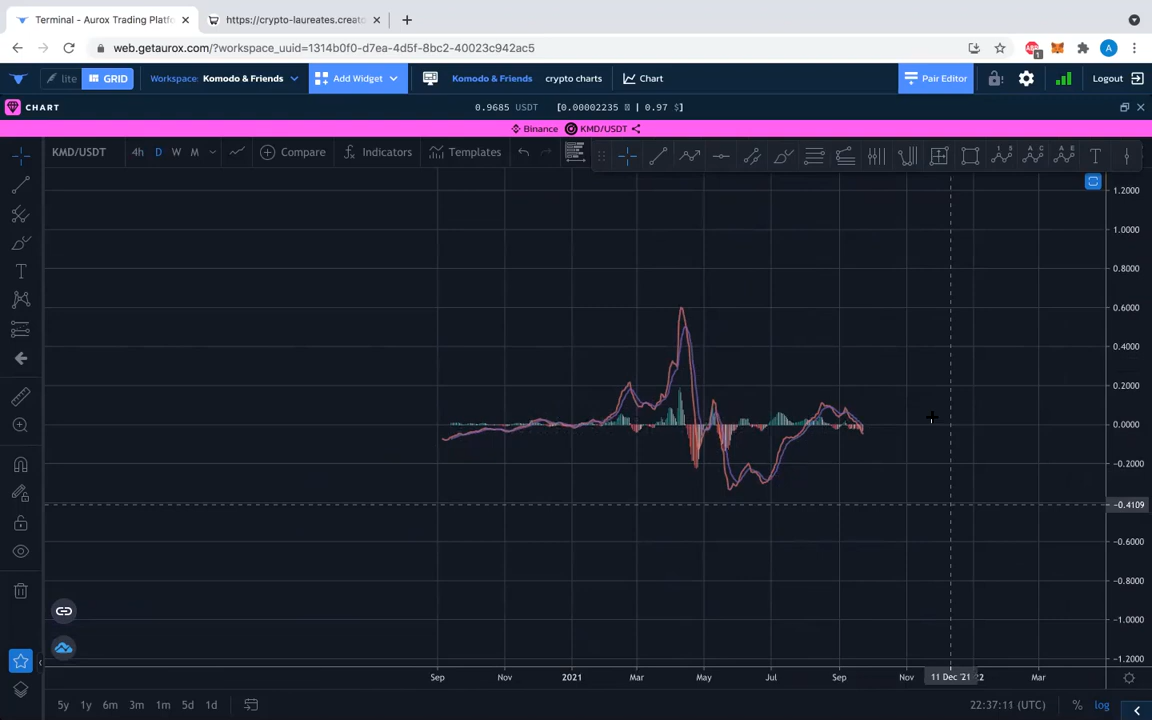 Terminal - Aurox Trading Platfo
https://crypto-laureates.creato
web.getaurox.com/?workspace_uuid=1314b0f0-d7ea-4d5f-8bc2-40023c942ac5
ABP 1 A
lite GRID Workspace: Komodo & Friends Add Widget Komodo & Friends crypto charts Chart Pair Editor Logout
CHART 0.9685 USDT [0.00002235 ₿ | 0.97 $]
Binance KMD/USDT
KMD/USDT 4h D W M Compare Indicators Templates
1.2000
1.0000
0.8000
0.6000
0.4000
0.2000
0.0000
-0.2000
-0.4109
-0.6000
-0.8000
-1.0000
-1.2000
Sep Nov 2021 Mar May Jul Sep Nov 11 Dec '21 22 Mar
5y 1y 6m 3m 1m 5d 1d 22:37:11 (UTC) % log